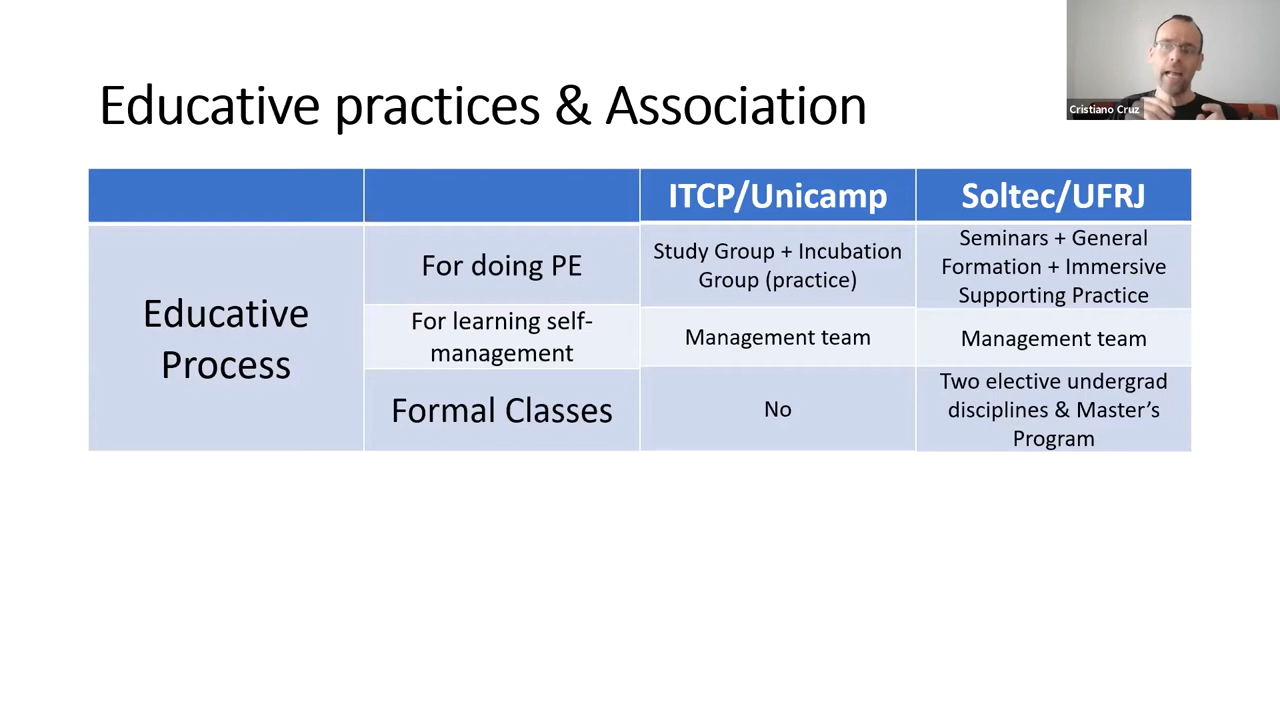 Cristiano Cruz
Educative practices & Association
ITCP/Unicamp
Soltec/UFRJ
Educative
Process
For doing PE
Study Group + Incubation
Group (practice)
Seminars + General
Formation + Immersive
Supporting Practice
For learning self-
management
Management team
Management team
Formal Classes
No
Two elective undergrad
disciplines & Master’s
Program